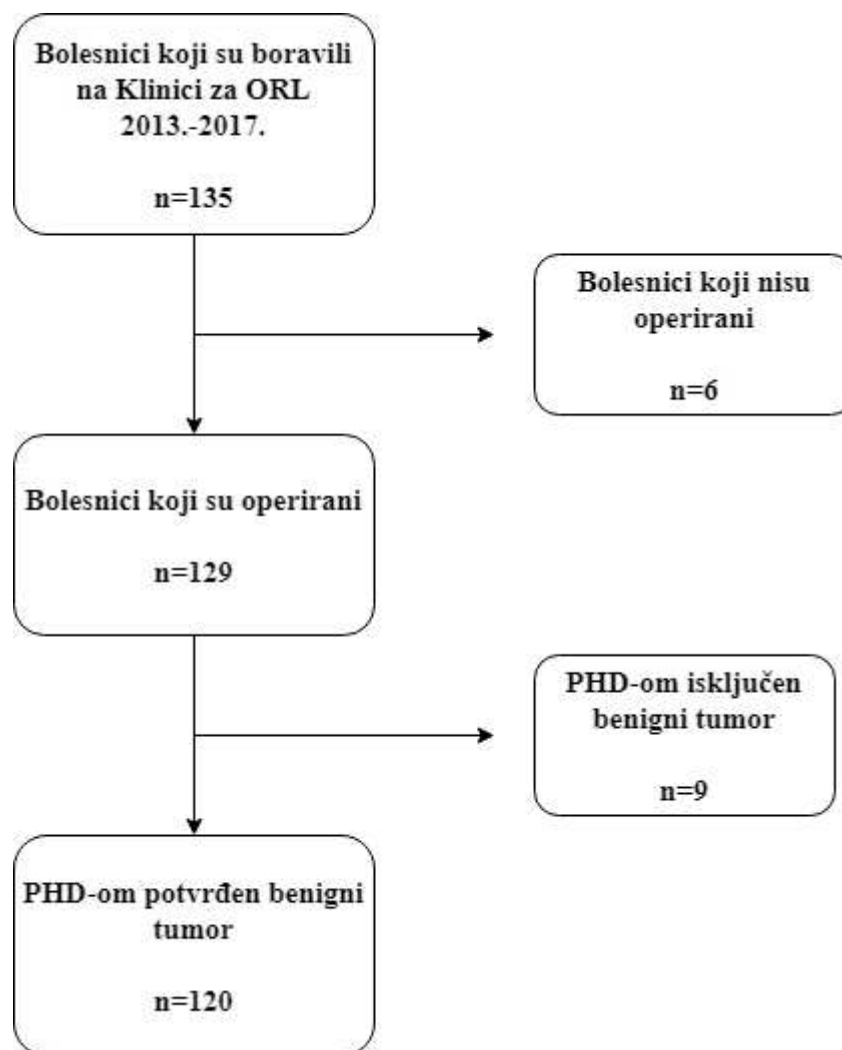 Bolesnici koji su boravili
na Klinici za ORL
2013.-2017.
n=135
Bolesnici koji nisu
operirani
n=6
Bolesnici koji su operirani
n=129
PHD-om isključen
benigni tumor
n=9
PHD-om potvrđen benigni
tumor
n=120